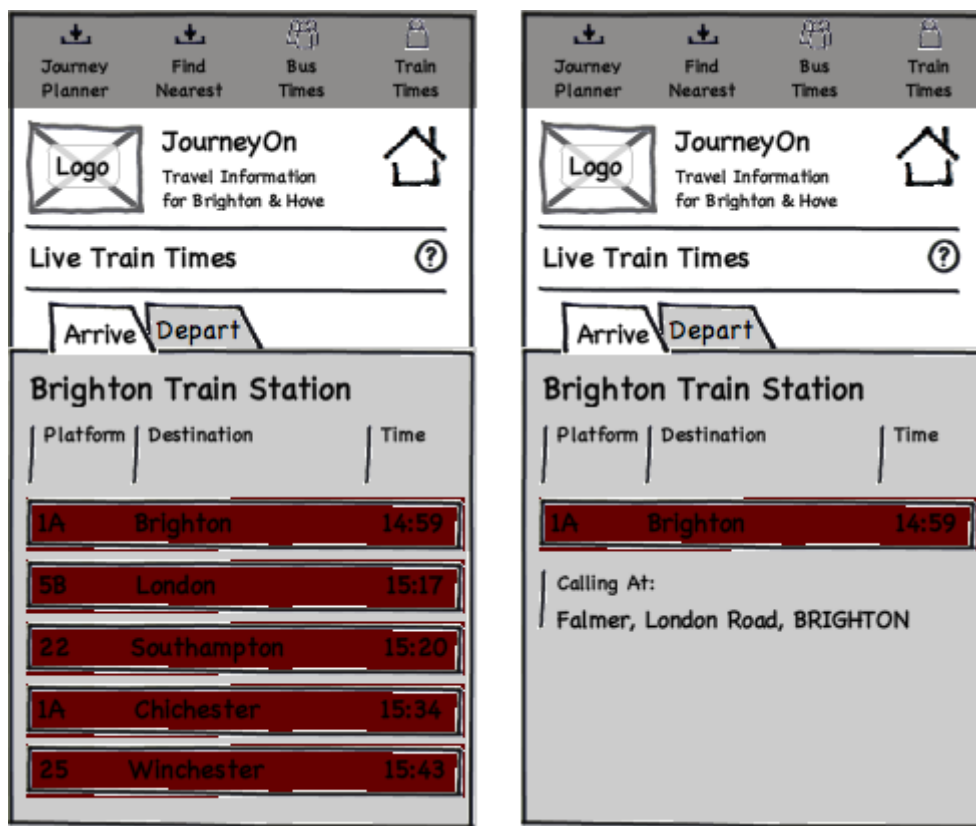 Journey Planner
Find Nearest
Bus Times
Train Times
Logo
JourneyOn
Travel Information
for Brighton & Hove
Live Train Times ?
Arrive Depart
Brighton Train Station
Platform Destination Time
1A Brighton 14:59
5B London 15:17
22 Southampton 15:20
1A Chichester 15:34
25 Winchester 15:43
Journey Planner
Find Nearest
Bus Times
Train Times
Logo
JourneyOn
Travel Information
for Brighton & Hove
Live Train Times ?
Arrive Depart
Brighton Train Station
Platform Destination Time
1A Brighton 14:59
Calling At:
Falmer, London Road, BRIGHTON